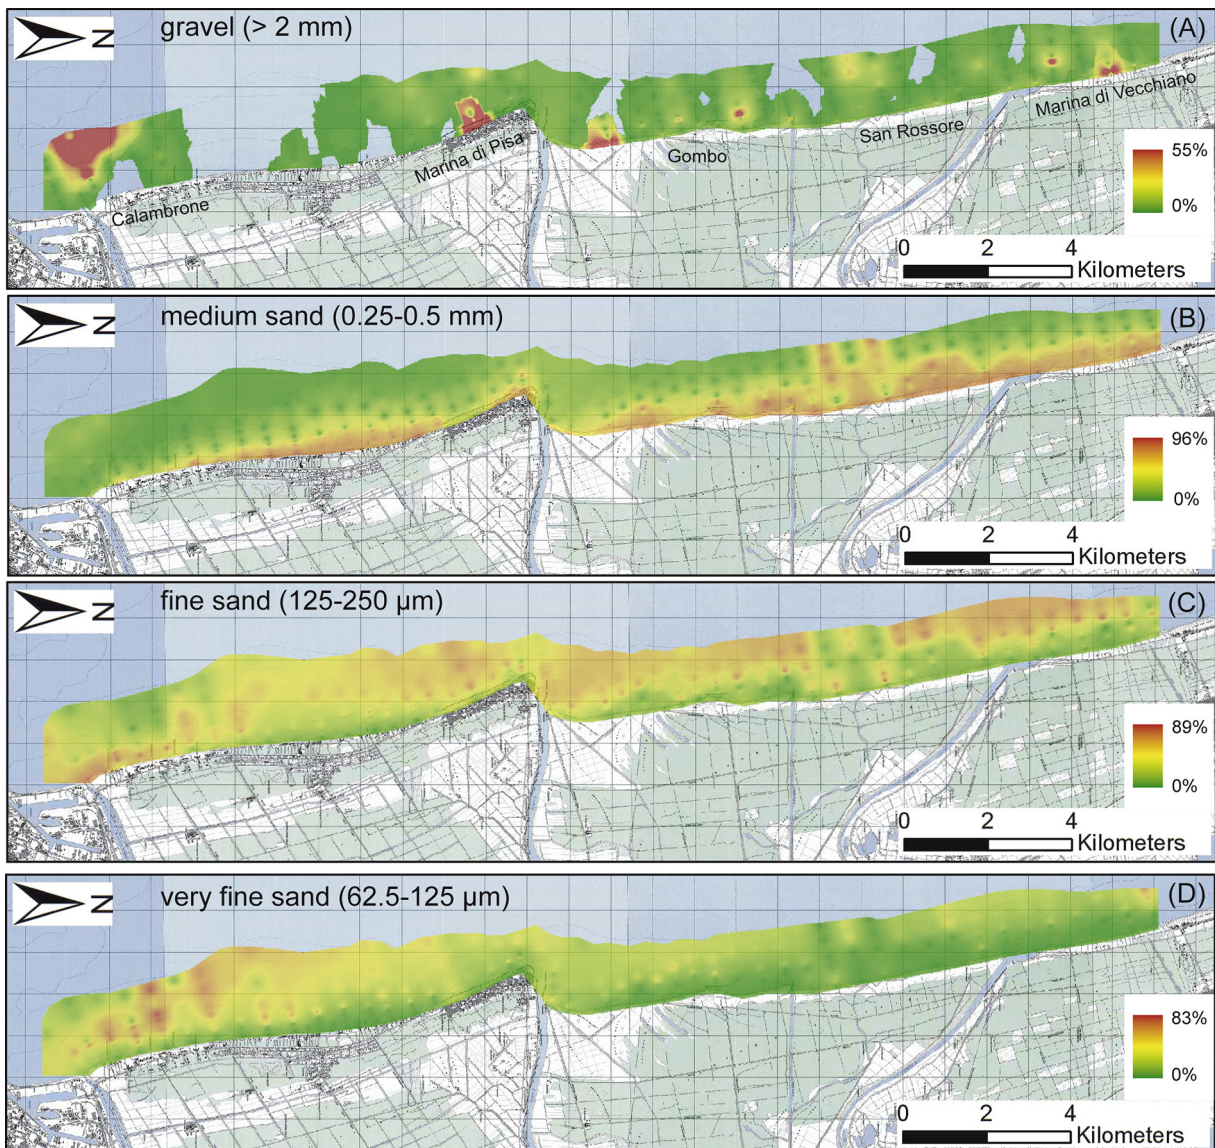 N
gravel (> 2 mm)
(A)
Marina di Vecchiano
San Rossore
Marina di Pisa
Gombo
Calambrone
55%
0%
0 2 4
Kilometers
N
medium sand (0.25-0.5 mm)
(B)
96%
0%
0 2 4
Kilometers
N
fine sand (125-250 µm)
(C)
89%
0%
0 2 4
Kilometers
N
very fine sand (62.5-125 µm)
(D)
83%
0%
0 2 4
Kilometers